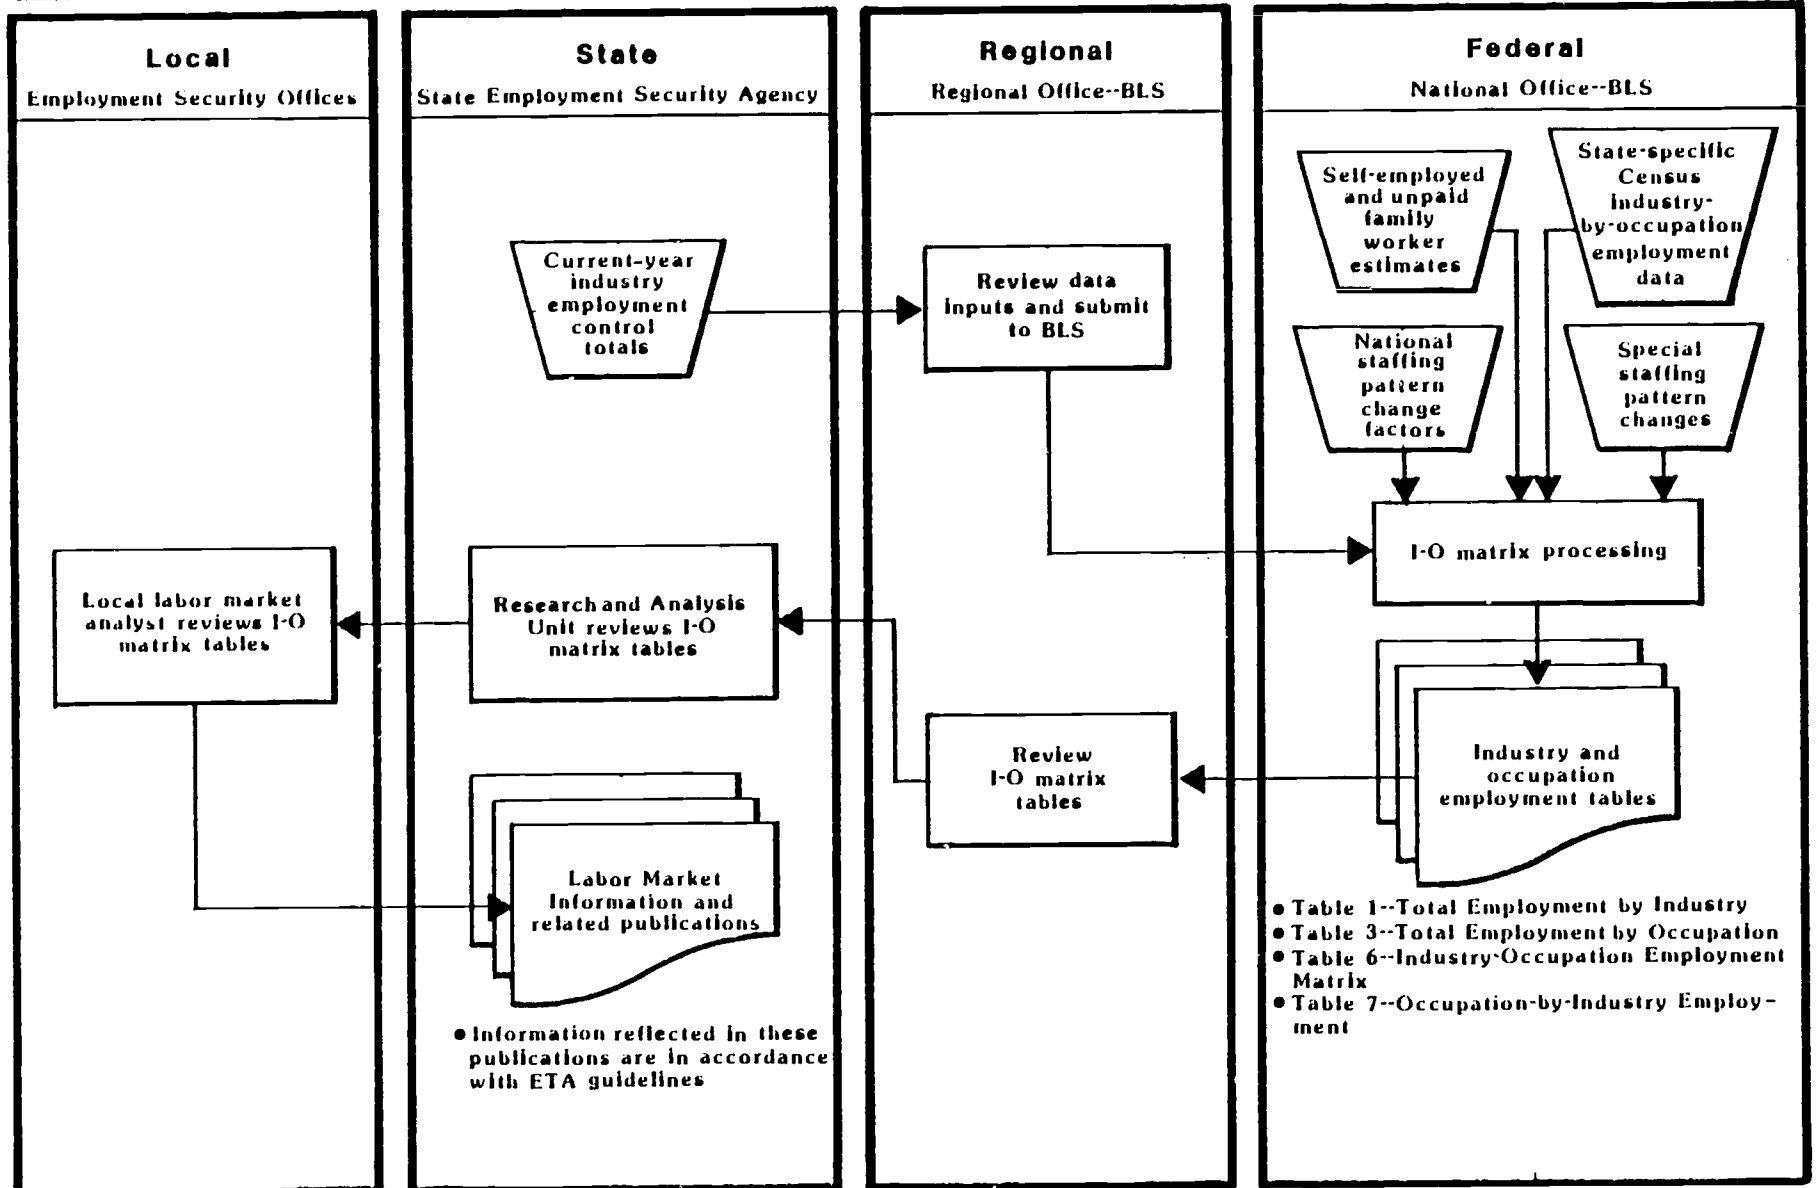 Local
Employment Security Offices
Local labor market
analyst reviews I-O
matrix tables
State
State Employment Security Agency
Current-year
industry
employment
control
totals
Research and Analysis
Unit reviews I-O
matrix tables
Labor Market
Information and
related publications
• Information reflected in these
publications are in accordance
with ETA guidelines
Regional
Regional Office--BLS
Review data
inputs and submit
to BLS
Review
I-O matrix
tables
Federal
National Office--BLS
Self-employed
and unpaid
family
worker
estimates
State-specific
Census
industry-
by-occupation
employment
data
National
staffing
pattern
change
factors
Special
staffing
pattern
changes
I-O matrix processing
Industry and
occupation
employment tables
• Table 1--Total Employment by Industry
• Table 3--Total Employment by Occupation
• Table 6--Industry-Occupation Employment
Matrix
• Table 7--Occupation-by-Industry Employ-
ment